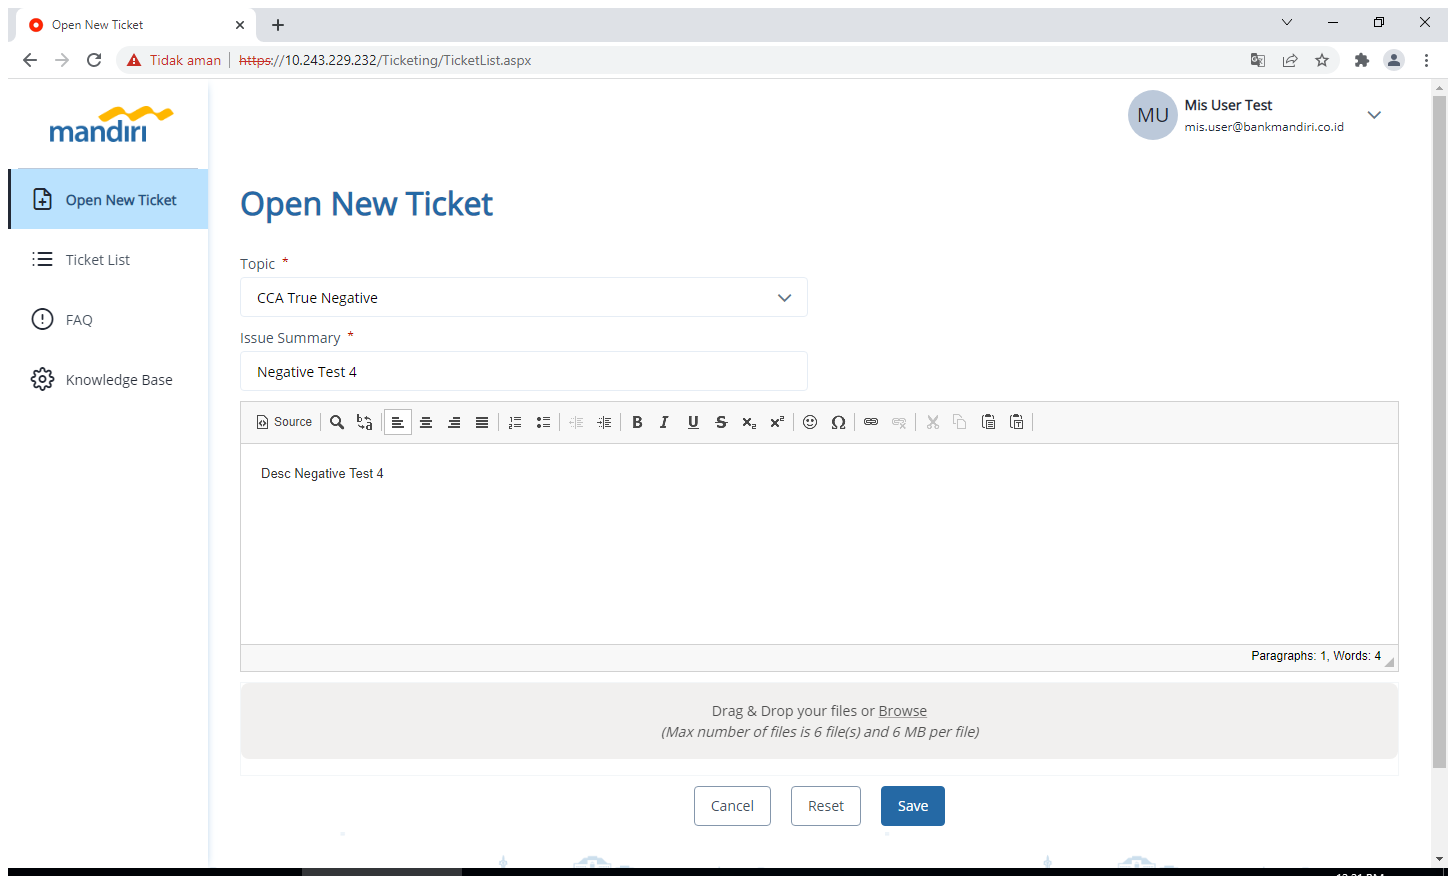 Open New Ticket
Tidak aman
https://10.243.229.232/Ticketing/TicketList.aspx
mandiri
MU
Mis User Test
mis.user@bankmandiri.co.id
Open New Ticket
Ticket List
FAQ
Knowledge Base
Open New Ticket
Topic *
CCA True Negative
Issue Summary *
Negative Test 4
Source
Desc Negative Test 4
Paragraphs: 1, Words: 4
Drag & Drop your files or Browse
(Max number of files is 6 file(s) and 6 MB per file)
Cancel
Reset
Save